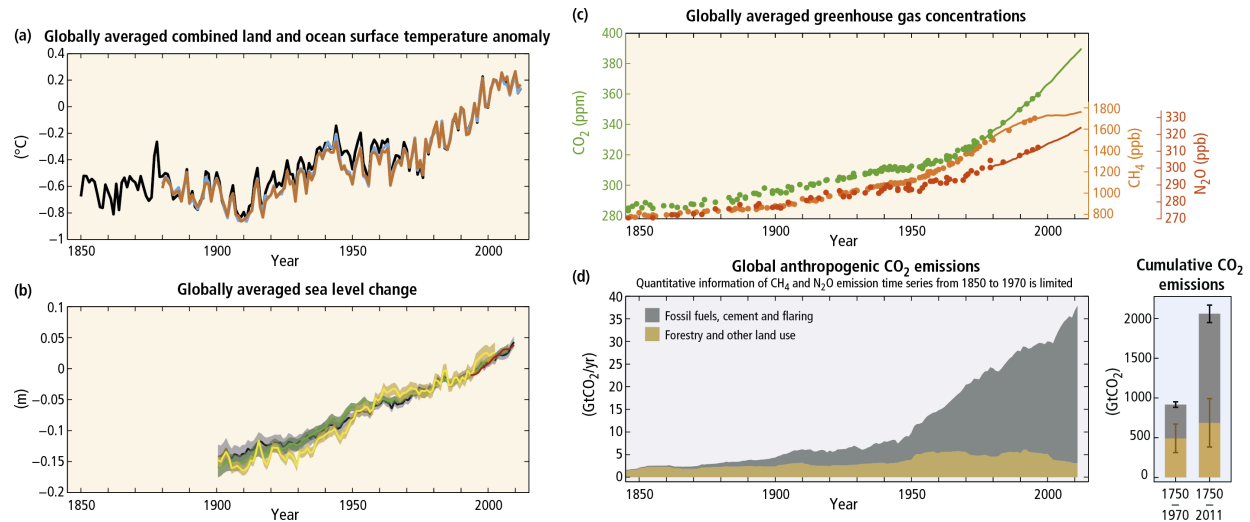 (a)
Globally averaged combined land and ocean surface temperature anomaly
0.4
0.2
0
−0.2
−0.4
−0.6
−0.8
−1
(°C)
1850
1900
1950
2000
Year
(b)
Globally averaged sea level change
0.1
0.05
0
−0.05
−0.1
−0.15
−0.2
(m)
1850
1900
1950
2000
Year
(c)
Globally averaged greenhouse gas concentrations
400
380
360
340
320
300
280
CO2 (ppm)
1800
1600
1400
1200
1000
800
CH4 (ppb)
330
320
310
300
290
280
270
N2O (ppb)
1850
1900
1950
2000
Year
(d)
Global anthropogenic CO2 emissions
Quantitative information of CH4 and N2O emission time series from 1850 to 1970 is limited
40
35
30
25
35
15
10
5
0
(GtCO2/yr)
Fossil fuels, cement and flaring
Forestry and other land use
1850
1900
1950
2000
Year
Cumulative CO2
emissions
2000
1500
1000
500
0
(GtCO2)
1750
–
1970
1750
–
2011